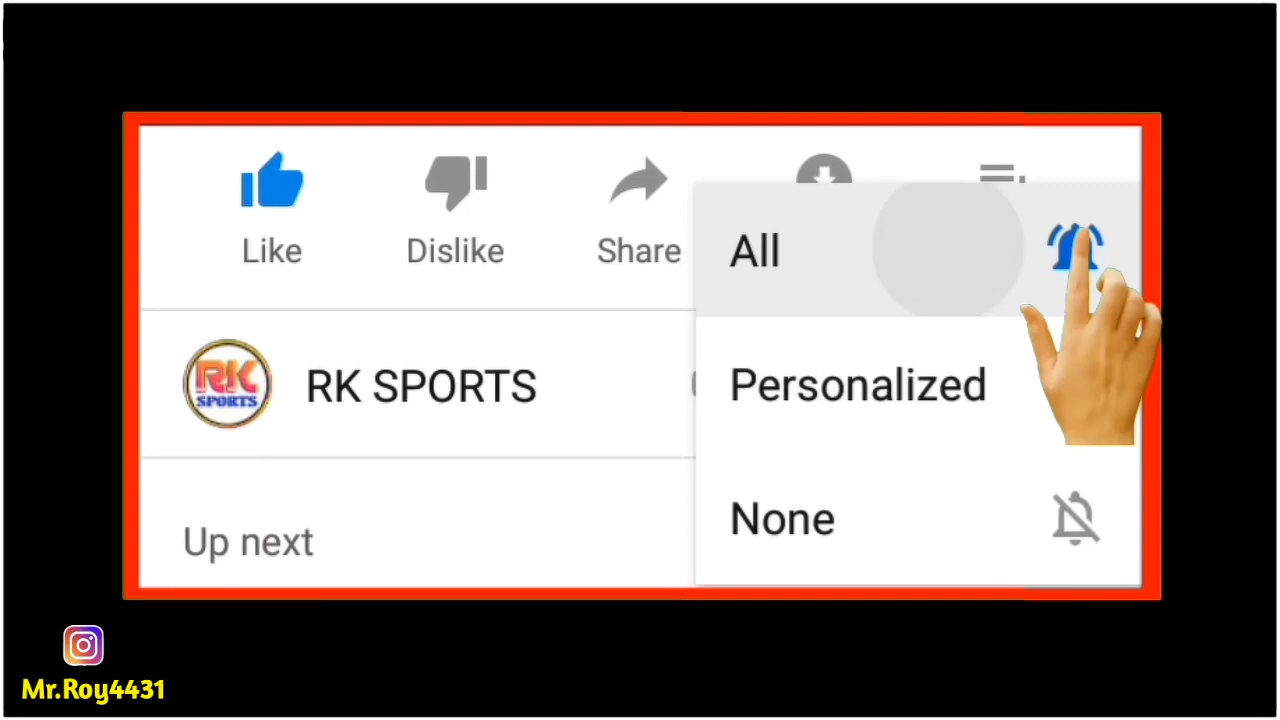 Like
Dislike
Share
All
RK
SPORTS
RK SPORTS
Personalized
None
Up next
Mr.Roy4431